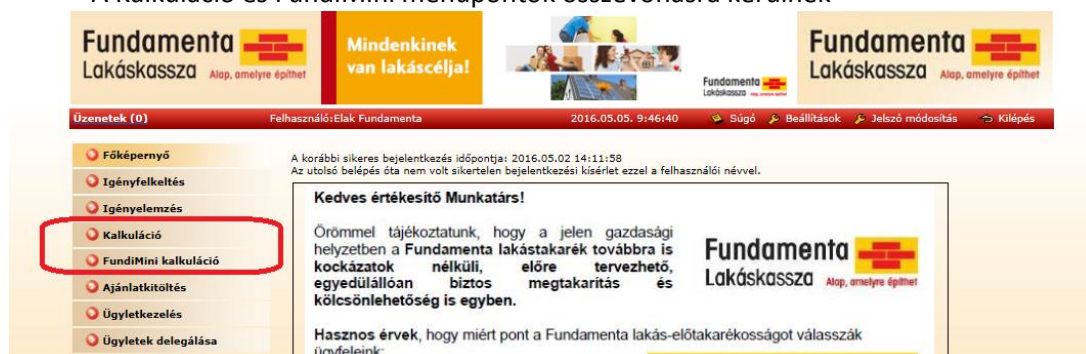 A Kalkuláció és FundiMini menüpontok összevonásra kerülnek
Fundamenta
Lakáskassza Alap, amelyre építhet
Mindenkinek
van lakáscélja!
Fundamenta
Lakáskassza
Fundamenta
Lakáskassza Alap, amelyre építhet
Üzenetek (0) Felhasználó:Elak Fundamenta 2016.05.05. 9:46:40 Súgó Beállítások Jelszó módosítás Kilépés
Főképernyő
Igényfelkeltés
Igényelemzés
Kalkuláció
FundiMini kalkuláció
Ajánlatkitöltés
Ügyletkezelés
Ügyletek delegálása
A korábbi sikeres bejelentkezés időpontja: 2016.05.02 14:11:58
Az utolsó belépés óta nem volt sikertelen bejelentkezési kísérlet ezzel a felhasználói névvel.
Kedves értékesítő Munkatárs!
Örömmel tájékoztatunk, hogy a jelen gazdasági
helyzetben a Fundamenta lakástakarék továbbra is
kockázatok nélküli, előre tervezhető,
egyedülállóan biztos megtakarítás és
kölcsönlehetőség is egyben.
Fundamenta
Lakáskassza Alap, amelyre építhet
Hasznos érvek, hogy miért pont a Fundamenta lakás-előtakarékosságot válasszák
ügyfeleink: